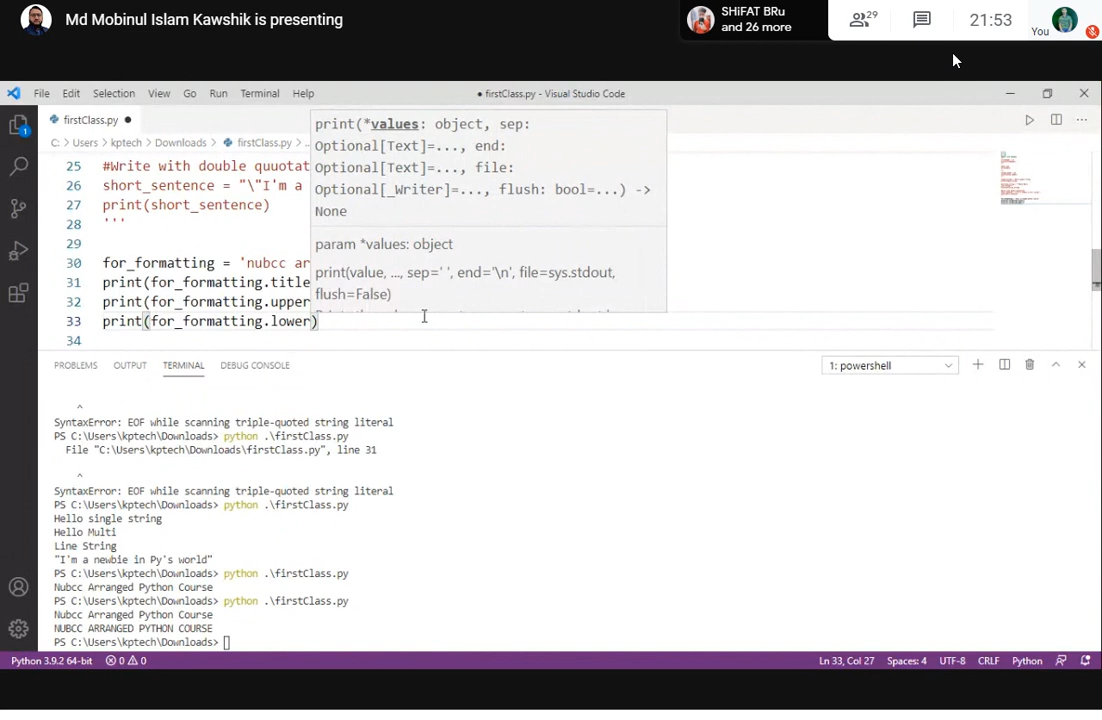 Md Mobinul Islam Kawshik is presenting
SHiFAT BRu
and 26 more
29
21:53
You
File Edit Selection View Go Run Terminal Help
● firstClass.py - Visual Studio Code
1
firstClass.py ●
C: > Users > kptech > Downloads > firstClass.py > ...
25 #Write with double quuotat
26 short_sentence = "\"I'm a
27 print(short_sentence)
28 '''
29
30 for_formatting = 'nubcc ar
31 print(for_formatting.title
32 print(for_formatting.upper
33 print(for_formatting.lower)
34
print(*values: object, sep:
Optional[Text]=..., end:
Optional[Text]=..., file:
Optional[_Writer]=..., flush: bool=...) ->
None
param *values: object
print(value, ..., sep=' ', end='\n', file=sys.stdout,
flush=False)
PROBLEMS OUTPUT TERMINAL DEBUG CONSOLE
1: powershell
^
SyntaxError: EOF while scanning triple-quoted string literal
PS C:\Users\kptech\Downloads> python .\firstClass.py
File "C:\Users\kptech\Downloads\firstClass.py", line 31
^
SyntaxError: EOF while scanning triple-quoted string literal
PS C:\Users\kptech\Downloads> python .\firstClass.py
Hello single string
Hello Multi
Line String
"I'm a newbie in Py's world"
PS C:\Users\kptech\Downloads> python .\firstClass.py
Nubcc Arranged Python Course
PS C:\Users\kptech\Downloads> python .\firstClass.py
Nubcc Arranged Python Course
NUBCC ARRANGED PYTHON COURSE
PS C:\Users\kptech\Downloads>
Python 3.9.2 64-bit 0 0
Ln 33, Col 27 Spaces: 4 UTF-8 CRLF Python